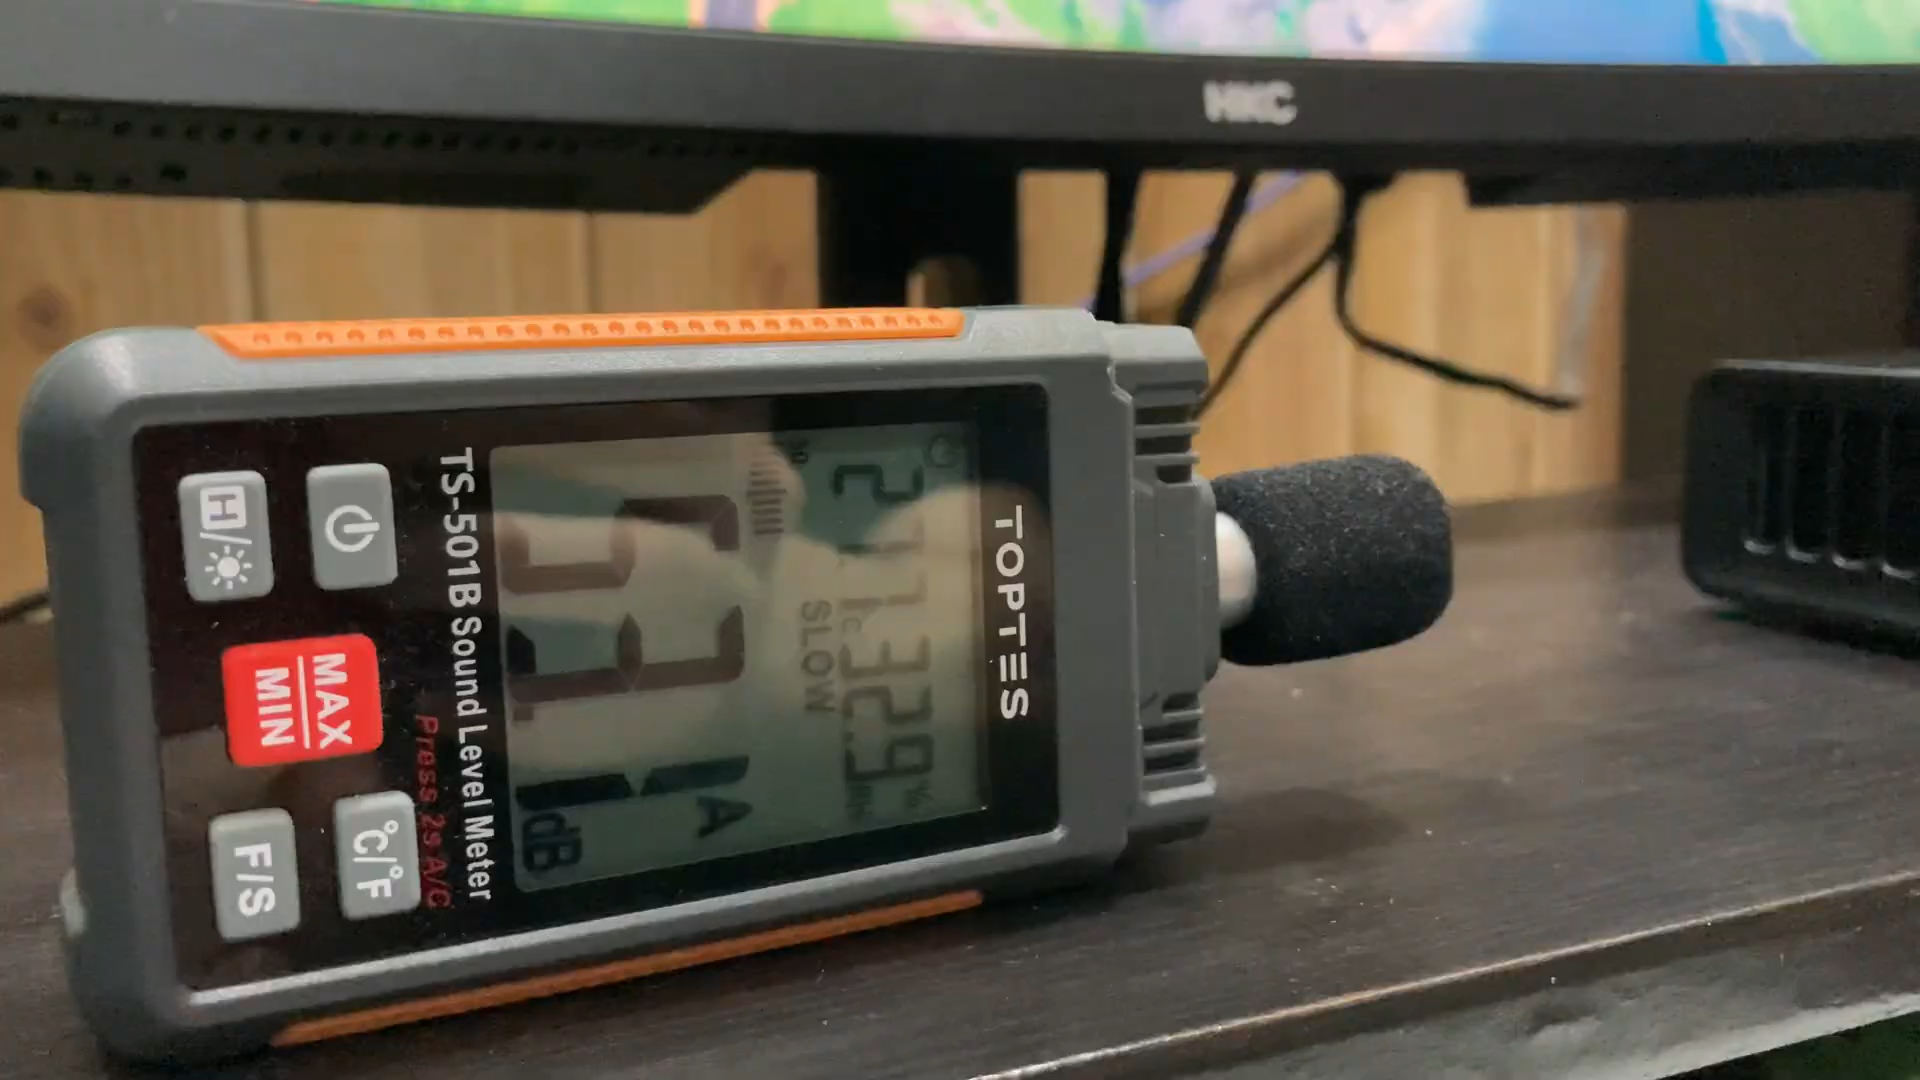 HKC
TOPTES
SLOW
A
dB
TS-501B Sound Level Meter
Press 2s A/C
H/
MAX
MIN
°C/°F
F/S